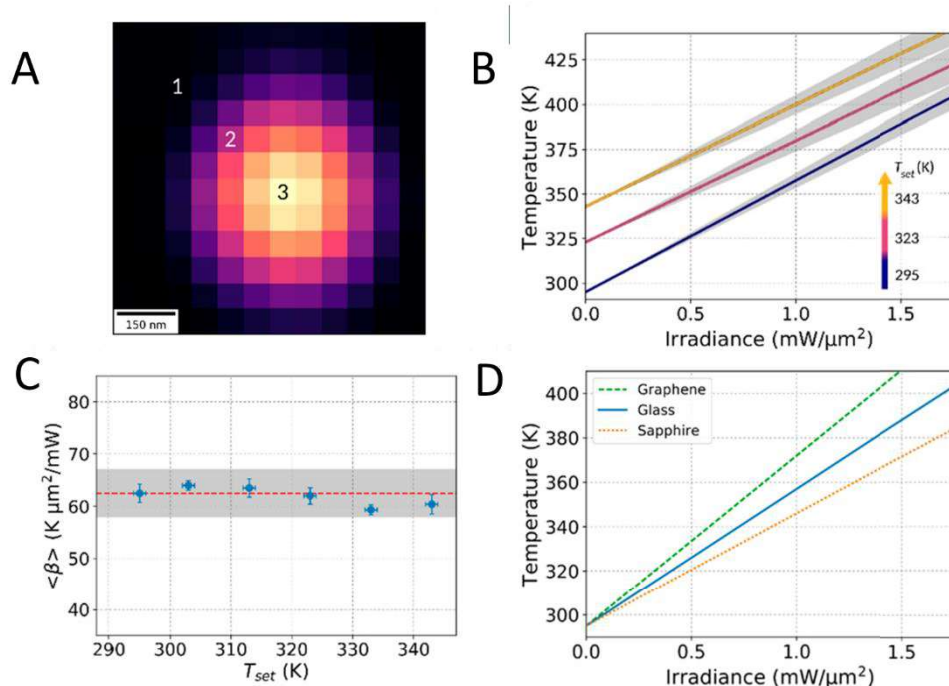 A
1
2
3
150 nm
B
Temperature (K)
425
400
375
350
325
300
T_set (K)
343
323
295
0.0 0.5 1.0 1.5
Irradiance (mW/μm²)
C
<β> (K μm²/mW)
80
70
60
50
40
290 300 310 320 330 340
T_set (K)
D
Temperature (K)
400
380
360
340
320
300
Graphene
Glass
Sapphire
0.0 0.5 1.0 1.5
Irradiance (mW/μm²)